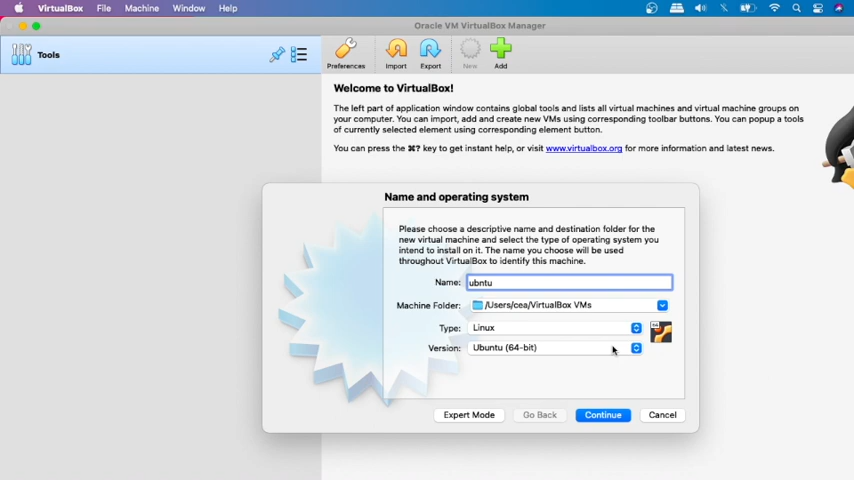 VirtualBox File Machine Window Help
Oracle VM VirtualBox Manager
Tools
Preferences Import Export New Add
Welcome to VirtualBox!
The left part of application window contains global tools and lists all virtual machines and virtual machine groups on
your computer. You can import, add and create new VMs using corresponding toolbar buttons. You can popup a tools
of currently selected element using corresponding element button.
You can press the ⌘? key to get instant help, or visit www.virtualbox.org for more information and latest news.
Name and operating system
Please choose a descriptive name and destination folder for the
new virtual machine and select the type of operating system you
intend to install on it. The name you choose will be used
throughout VirtualBox to identify this machine.
Name: ubntu
Machine Folder: /Users/cea/VirtualBox VMs
Type: Linux
Version: Ubuntu (64-bit)
Expert Mode Go Back Continue Cancel